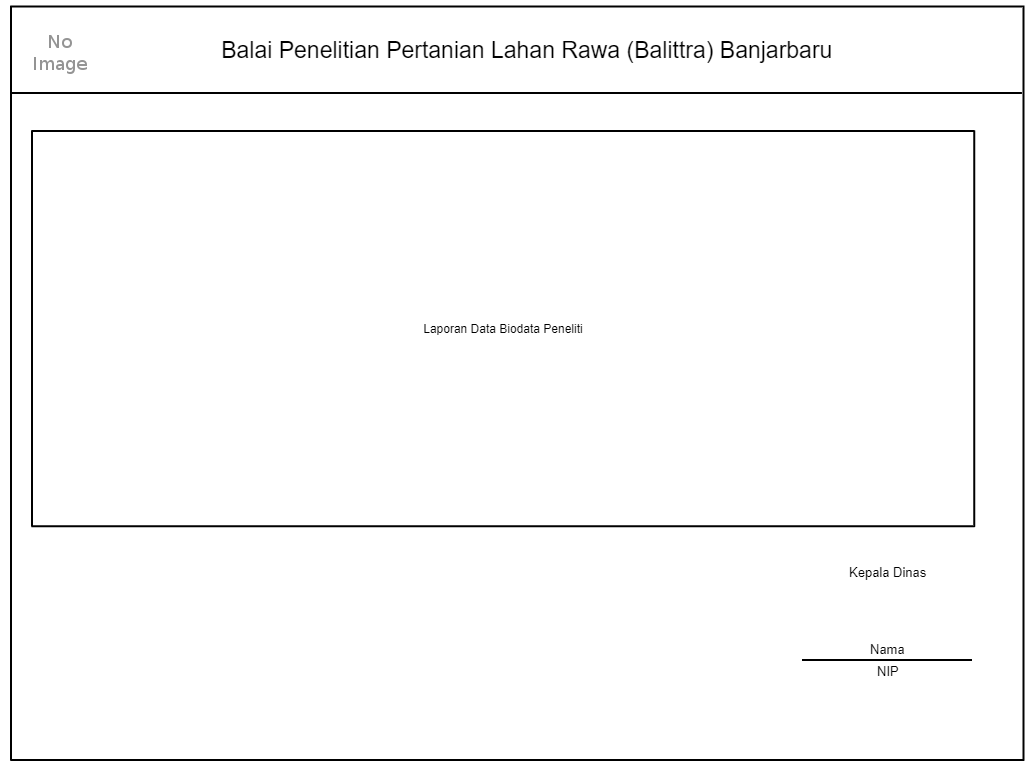 No
Image
Balai Penelitian Pertanian Lahan Rawa (Balittra) Banjarbaru
Laporan Data Biodata Peneliti
Kepala Dinas
Nama
NIP